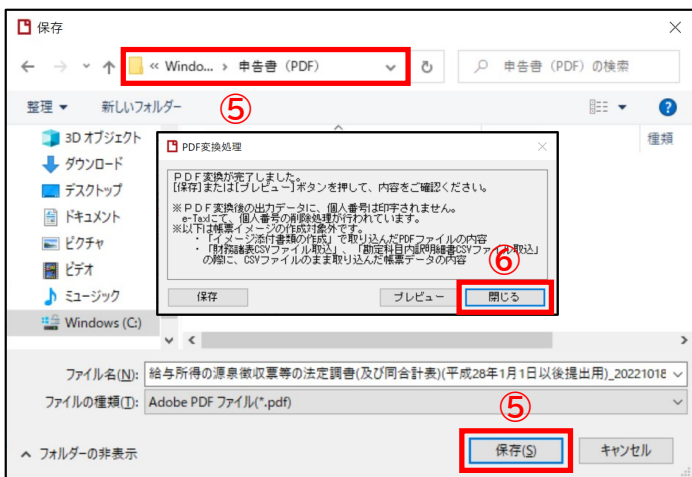 保存
« Windo... › 申告書（PDF）
申告書（PDF）の検索
⑤
整理 ▼ 新しいフォルダー
3D オブジェクト
ダウンロード
デスクトップ
ドキュメント
ピクチャ
ビデオ
ミュージック
Windows (C:)
種類
PDF変換処理
ＰＤＦ変換が完了しました。
[保存]または[プレビュー]ボタンを押して、内容をご確認ください。
※ＰＤＦ変換後の出力データに、個人番号は印字されません。
e-Taxにて、個人番号の削除処理が行われています。
※以下は帳票イメージの作成対象外です。
・「イメージ添付書類の作成」で取り込んだPDFファイルの内容
・「財務諸表CSVファイル取込」、「勘定科目内訳明細書CSVファイル取込」
の際に、CSVファイルのまま取り込んだ帳票データの内容
⑥
保存 プレビュー 閉じる
ファイル名(N): 給与所得の源泉徴収票等の法定調書(及び同合計表)(平成28年1月1日以後提出用)_20221018
ファイルの種類(T): Adobe PDF ファイル(*.pdf)
⑤
フォルダーの非表示 保存(S) キャンセル